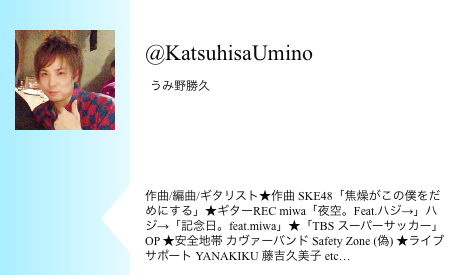 @KatsuhisaUmino
うみ野勝久
作曲/編曲/ギタリスト★作曲 SKE48「焦燥がこの僕をだ
めにする」★ギターREC miwa「夜空。Feat.ハジ→」ハ
ジ→「記念日。feat.miwa」★「TBS スーパーサッカー」
OP ★安全地帯 カヴァーバンド Safety Zone (偽) ★ライブ
サポート YANAKIKU 藤吉久美子 etc…